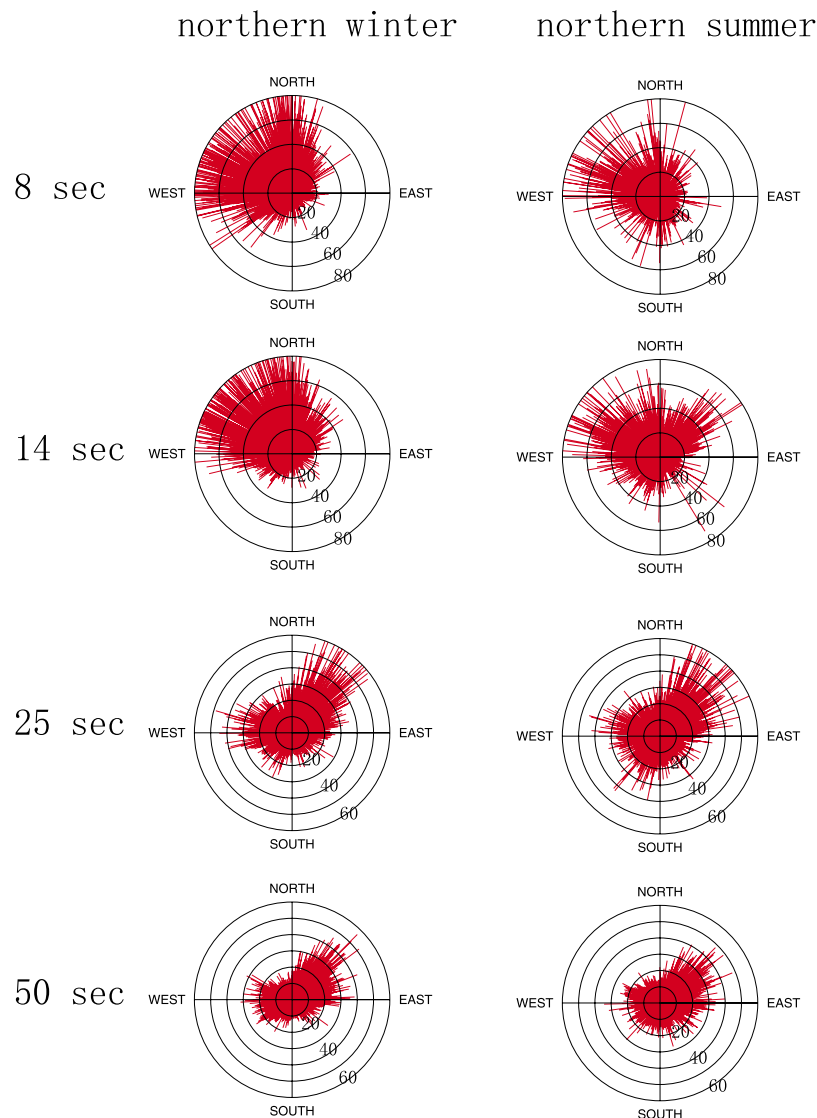 northern winter northern summer
NORTH NORTH
8 sec WEST EAST WEST EAST
20 20
40 40
60 60
80 80
SOUTH SOUTH
NORTH NORTH
14 sec WEST EAST WEST EAST
20 20
40 40
60 60
80 80
SOUTH SOUTH
NORTH NORTH
25 sec WEST EAST WEST EAST
20 20
40 40
60 60
SOUTH SOUTH
NORTH NORTH
50 sec WEST EAST WEST EAST
20 20
40 40
60 60
SOUTH SOUTH